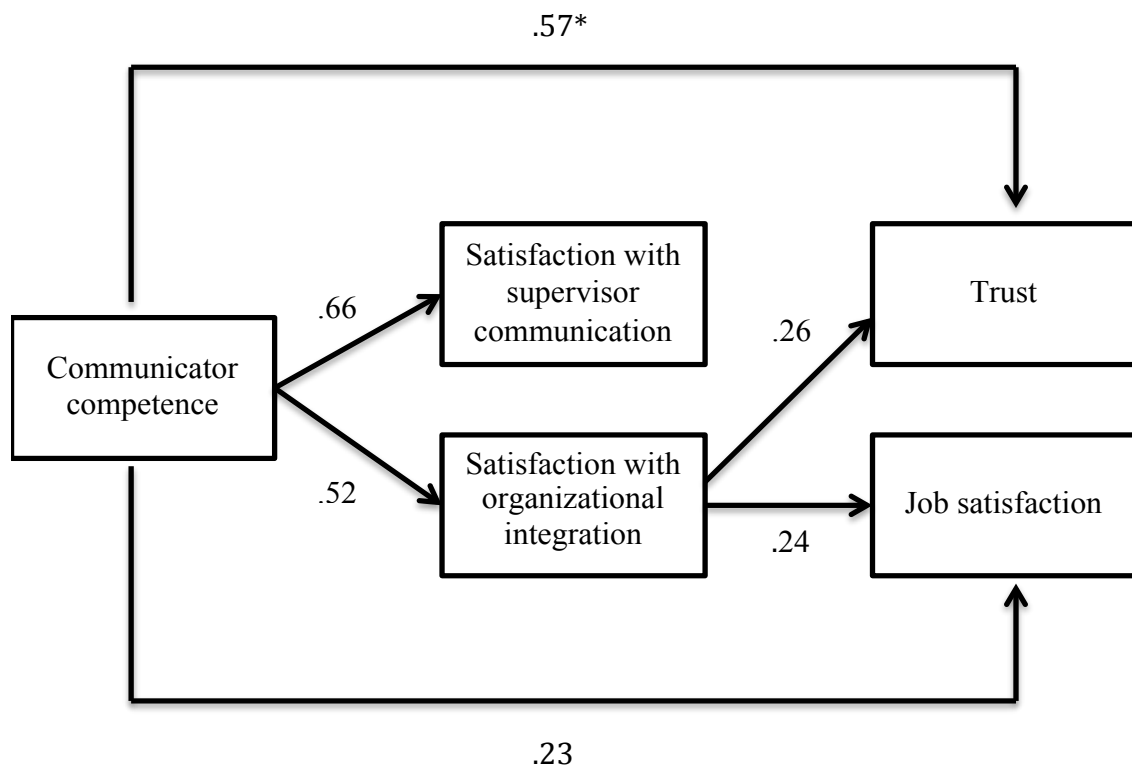 .57*
Satisfaction with
supervisor
communication
Trust
.66
.26
Communicator
competence
Satisfaction with
organizational
integration
Job satisfaction
.52
.24
.23